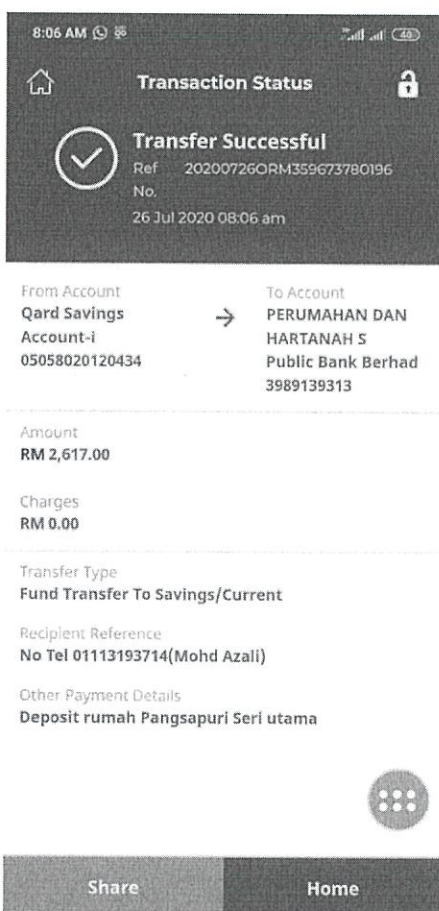 8:06 AM
40
Transaction Status
Transfer Successful
Ref 20200726ORM359673780196
No.
26 Jul 2020 08:06 am
From Account
Qard Savings
Account-i
05058020120434
To Account
PERUMAHAN DAN
HARTANAH S
Public Bank Berhad
3989139313
Amount
RM 2,617.00
Charges
RM 0.00
Transfer Type
Fund Transfer To Savings/Current
Recipient Reference
No Tel 01113193714(Mohd Azali)
Other Payment Details
Deposit rumah Pangsapuri Seri utama
Share
Home